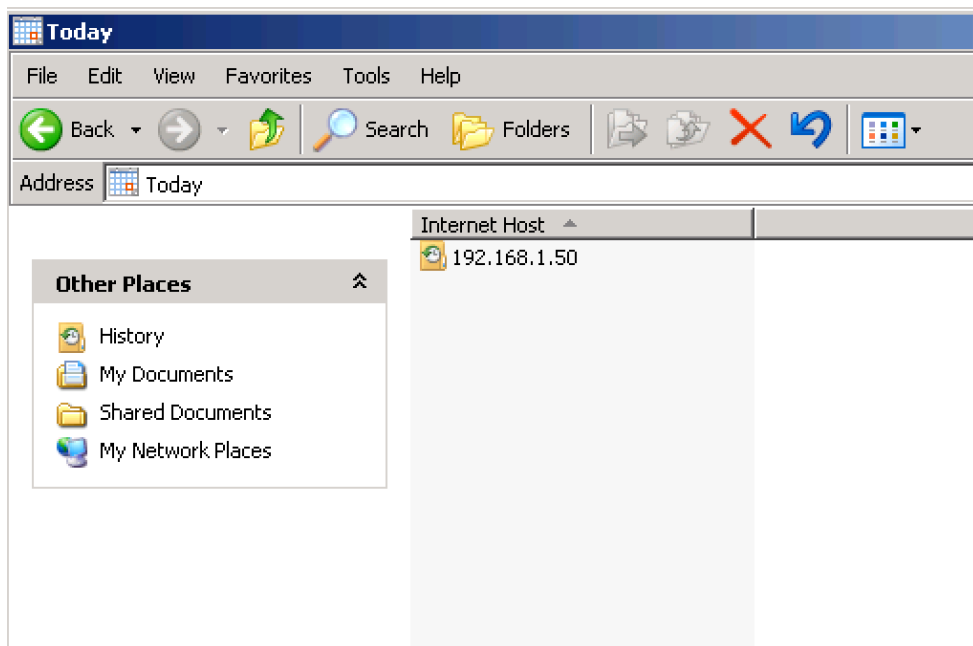 Today
File Edit View Favorites Tools Help
Back Search Folders
Address Today
Internet Host
192.168.1.50
Other Places
History
My Documents
Shared Documents
My Network Places